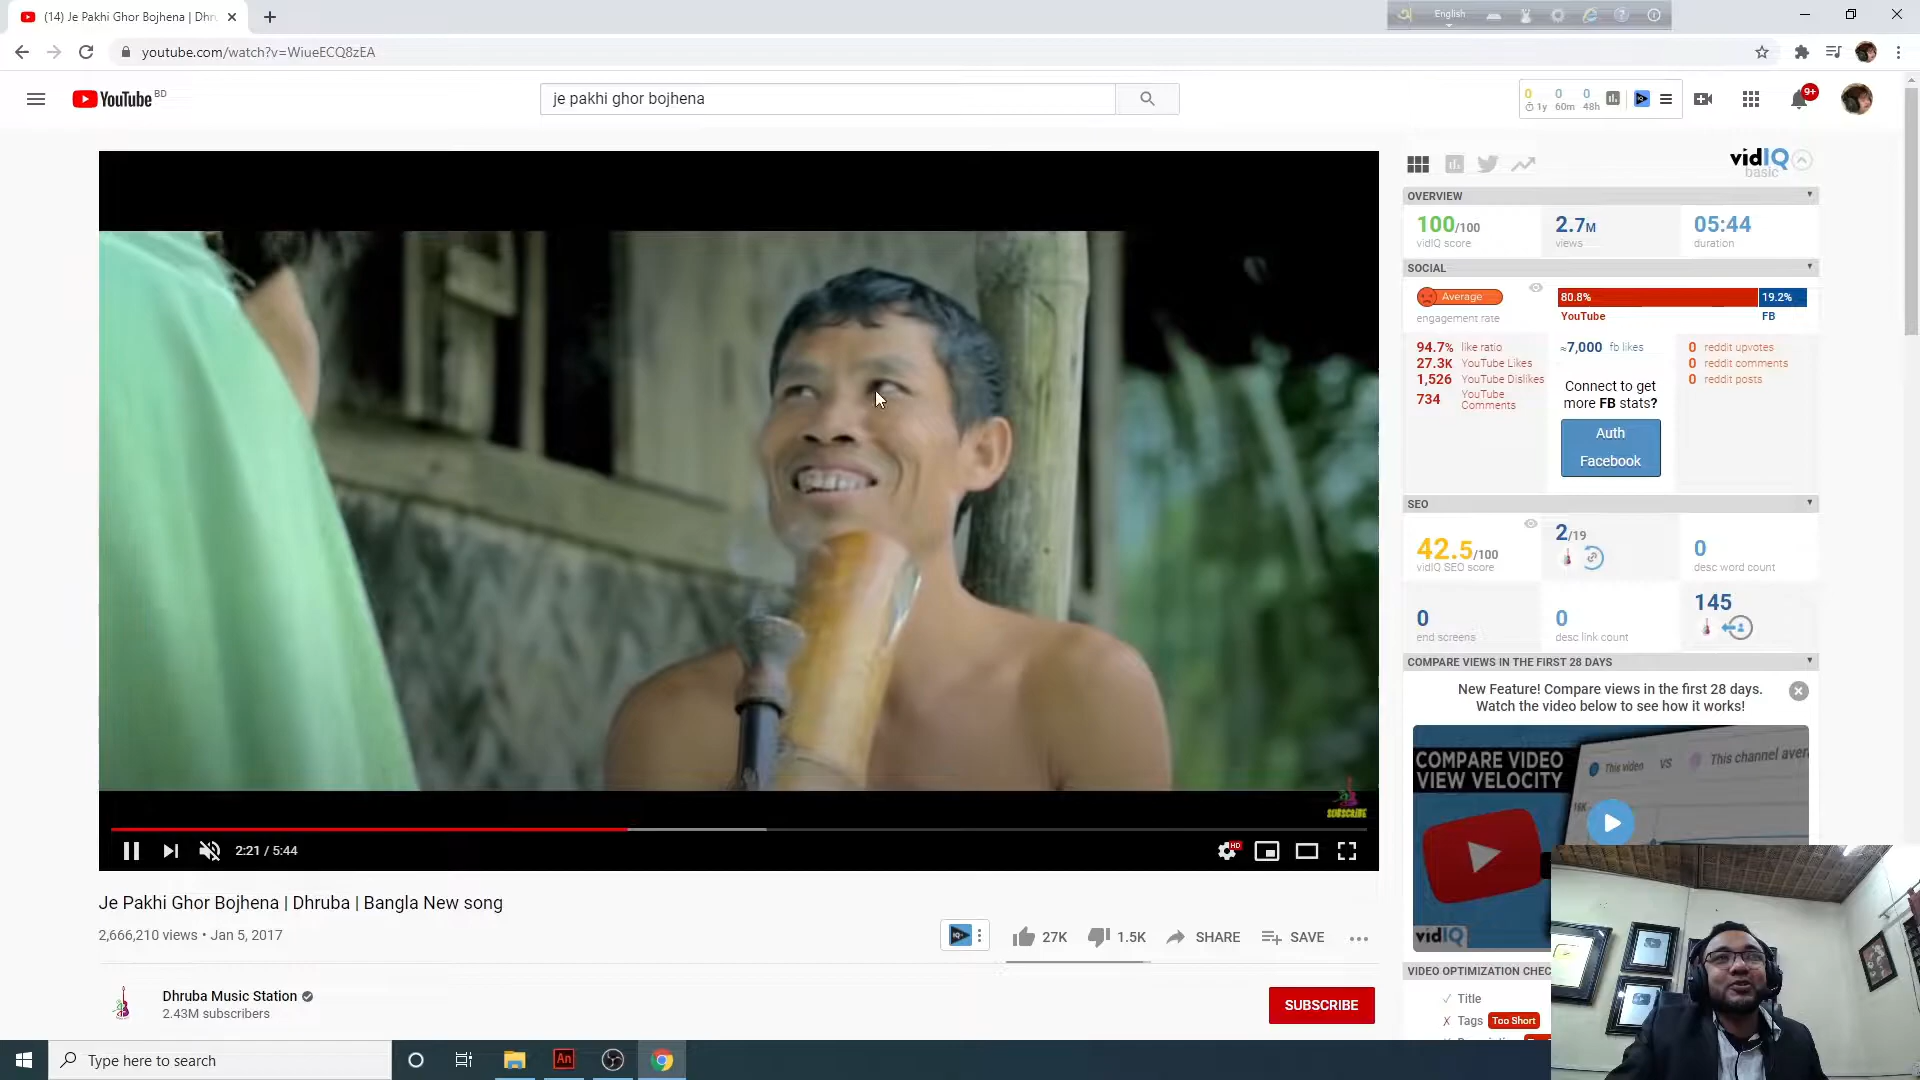 (14) Je Pakhi Ghor Bojhena | Dhru
English
youtube.com/watch?v=WiueECQ8zEA
YouTube BD
je pakhi ghor bojhena
0 0 0
1y 60m 48h
9+
vidIQ
basic
OVERVIEW
100/100
vidIQ score
2.7M
views
05:44
duration
SOCIAL
Average
engagement rate
80.8% 19.2%
YouTube FB
94.7% like ratio
27.3K YouTube Likes
1,526 YouTube Dislikes
734 YouTube Comments
≈7,000 fb likes
Connect to get
more FB stats?
Auth
Facebook
0 reddit upvotes
0 reddit comments
0 reddit posts
SEO
42.5/100
vidIQ SEO score
2/19
0
desc word count
0
end screens
0
desc link count
145
COMPARE VIEWS IN THE FIRST 28 DAYS
New Feature! Compare views in the first 28 days.
Watch the video below to see how it works!
COMPARE VIDEO
VIEW VELOCITY
This video VS This channel aver
vidIQ
SUBSCRIBE
2:21 / 5:44
HD
Je Pakhi Ghor Bojhena | Dhruba | Bangla New song
2,666,210 views • Jan 5, 2017
27K 1.5K SHARE SAVE
Dhruba Music Station
2.43M subscribers
SUBSCRIBE
VIDEO OPTIMIZATION CHEC
Title
Tags Too Short
Type here to search
An